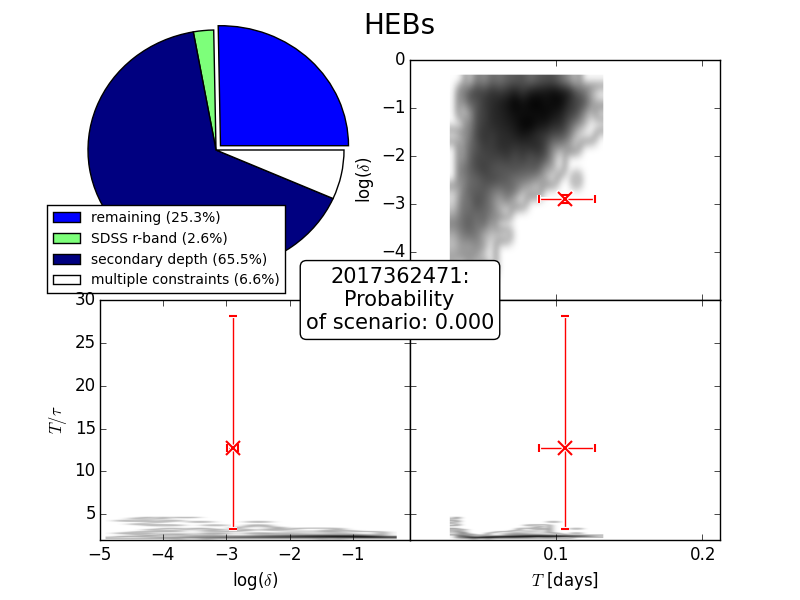 HEBs
remaining (25.3%)
SDSS r-band (2.6%)
secondary depth (65.5%)
multiple constraints (6.6%)
0
−1
−2
−3
−4
log(δ)
2017362471:
Probability
of scenario: 0.000
30
25
20
15
10
5
T/τ
−5 −4 −3 −2 −1
log(δ)
0.1 0.2
T [days]